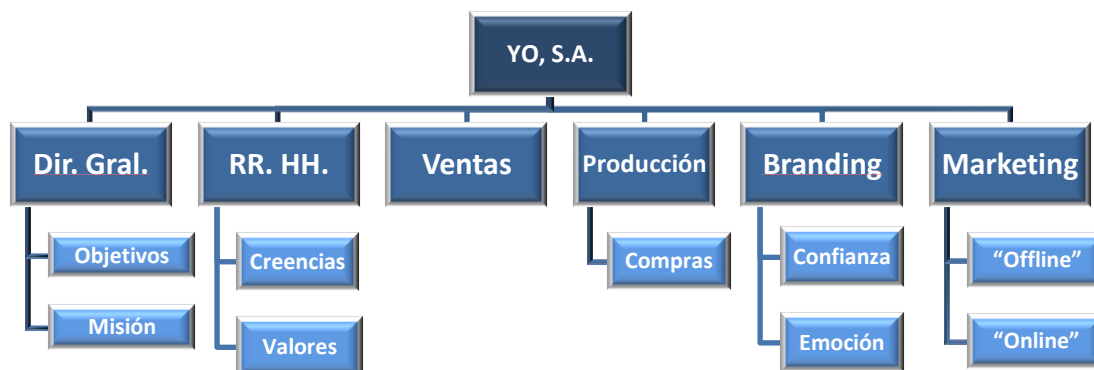 YO, S.A.
Dir. Gral.
RR. HH.
Ventas
Producción
Branding
Marketing
Objetivos
Creencias
Compras
Confianza
“Offline”
Misión
Valores
Emoción
“Online”